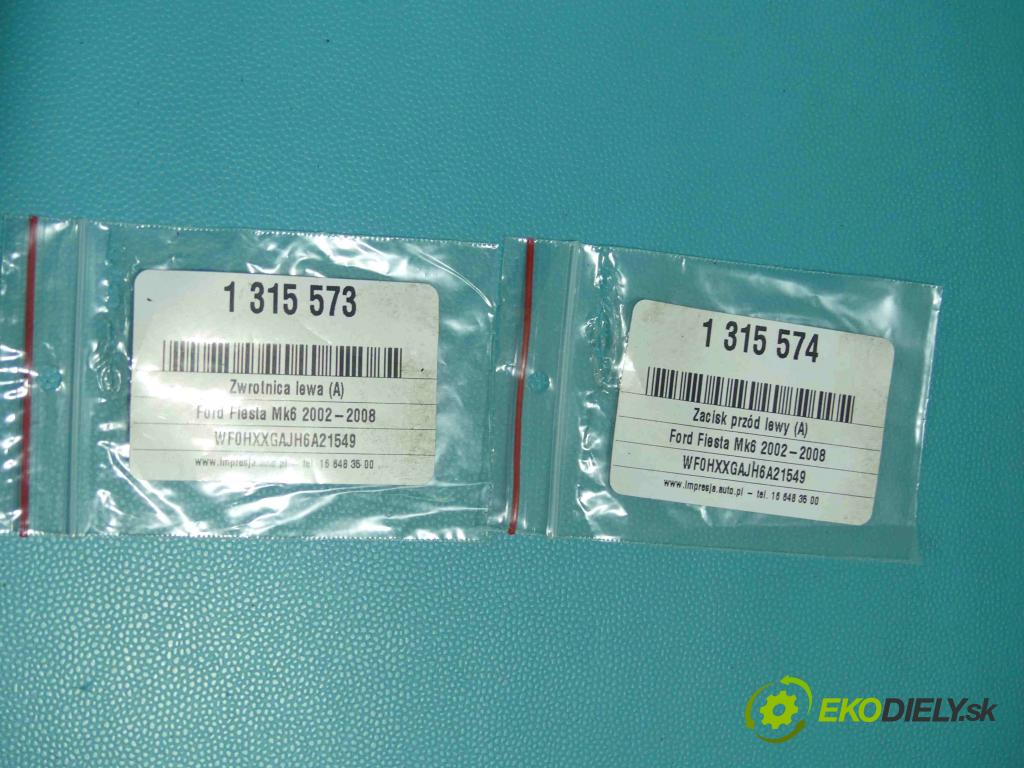 1 315 573
Zwrotnica lewa (A)
Ford Fiesta Mk6 2002–2008
WF0HXXGAJH6A21549
www.impresja.auto.pl – tel. 15 648 35 00
1 315 574
Zacisk przód lewy (A)
Ford Fiesta Mk6 2002–2008
WF0HXXGAJH6A21549
www.impresja.auto.pl – tel. 15 648 35 00
EKODIELY.sk